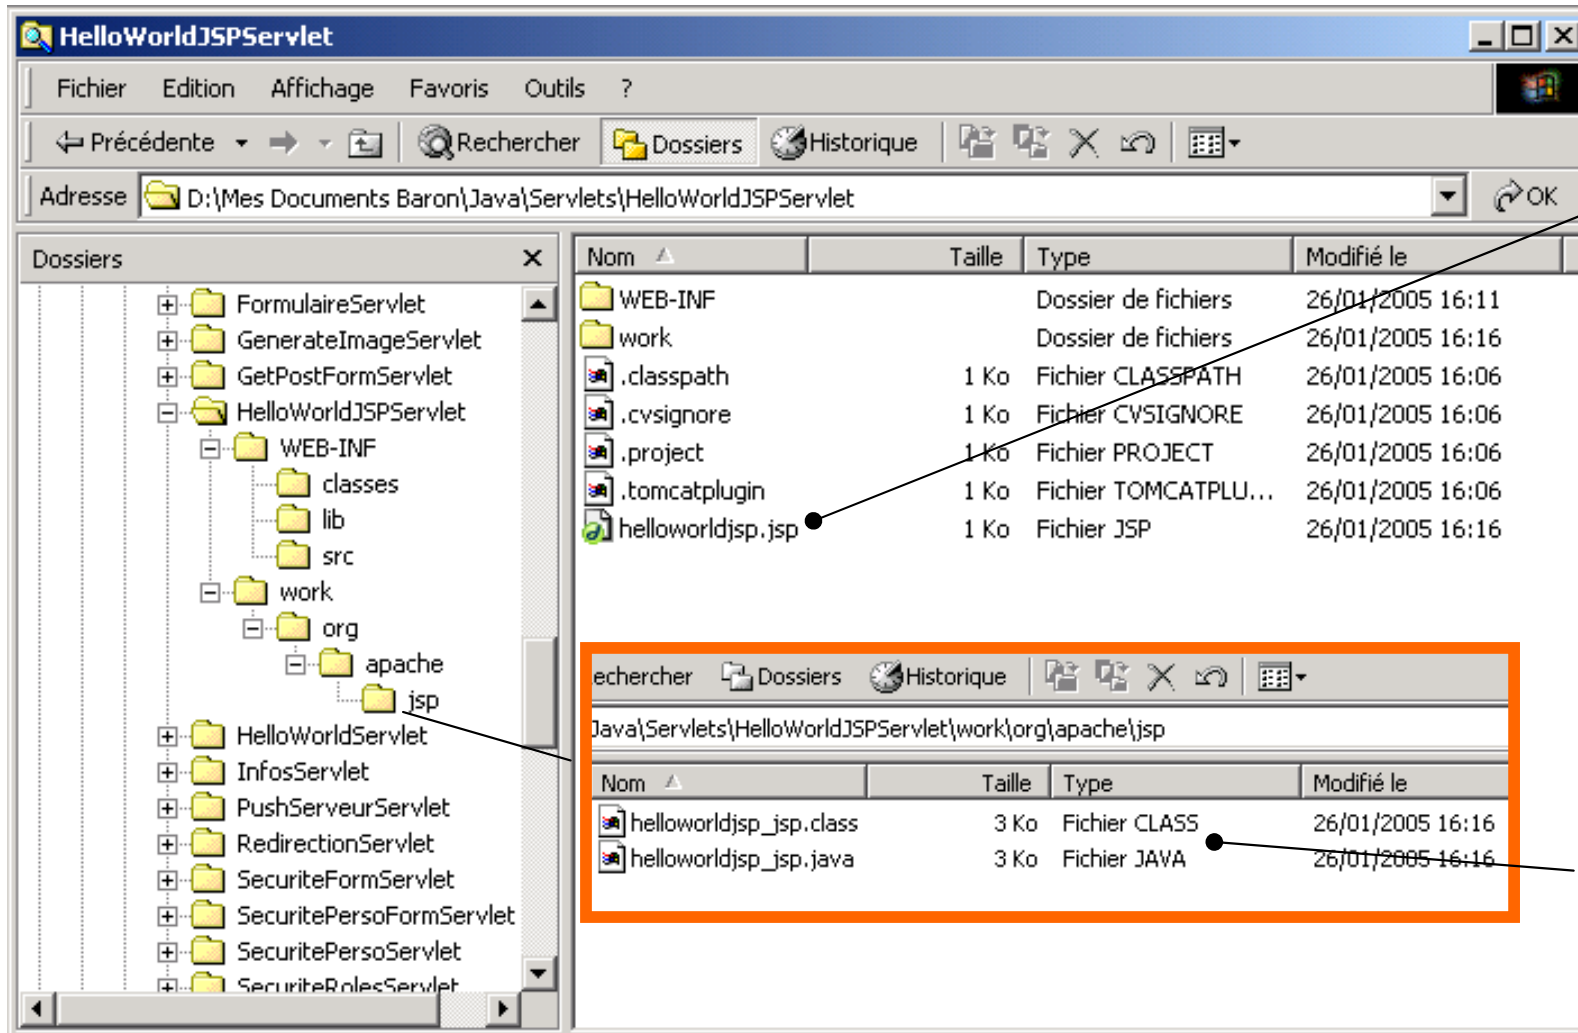 HelloWorldJSPServlet
Fichier Edition Affichage Favoris Outils ?
Précédente Rechercher Dossiers Historique
Adresse D:\Mes Documents Baron\Java\Servlets\HelloWorldJSPServlet OK
Dossiers
FormulaireServlet
GenerateImageServlet
GetPostFormServlet
HelloWorldJSPServlet
WEB-INF
classes
lib
src
work
org
apache
jsp
HelloWorldServlet
InfosServlet
PushServeurServlet
RedirectionServlet
SecuriteFormServlet
SecuritePersoFormServlet
SecuritePersoServlet
SecuriteRolesServlet
Nom Taille Type Modifié le
WEB-INF Dossier de fichiers 26/01/2005 16:11
work Dossier de fichiers 26/01/2005 16:16
.classpath 1 Ko Fichier CLASSPATH 26/01/2005 16:06
.cvsignore 1 Ko Fichier CVSIGNORE 26/01/2005 16:06
.project 1 Ko Fichier PROJECT 26/01/2005 16:06
.tomcatplugin 1 Ko Fichier TOMCATPLU... 26/01/2005 16:06
helloworldjsp.jsp 1 Ko Fichier JSP 26/01/2005 16:16
echercher Dossiers Historique
Java\Servlets\HelloWorldJSPServlet\work\org\apache\jsp
Nom Taille Type Modifié le
helloworldjsp_jsp.class 3 Ko Fichier CLASS 26/01/2005 16:16
helloworldjsp_jsp.java 3 Ko Fichier JAVA 26/01/2005 16:16